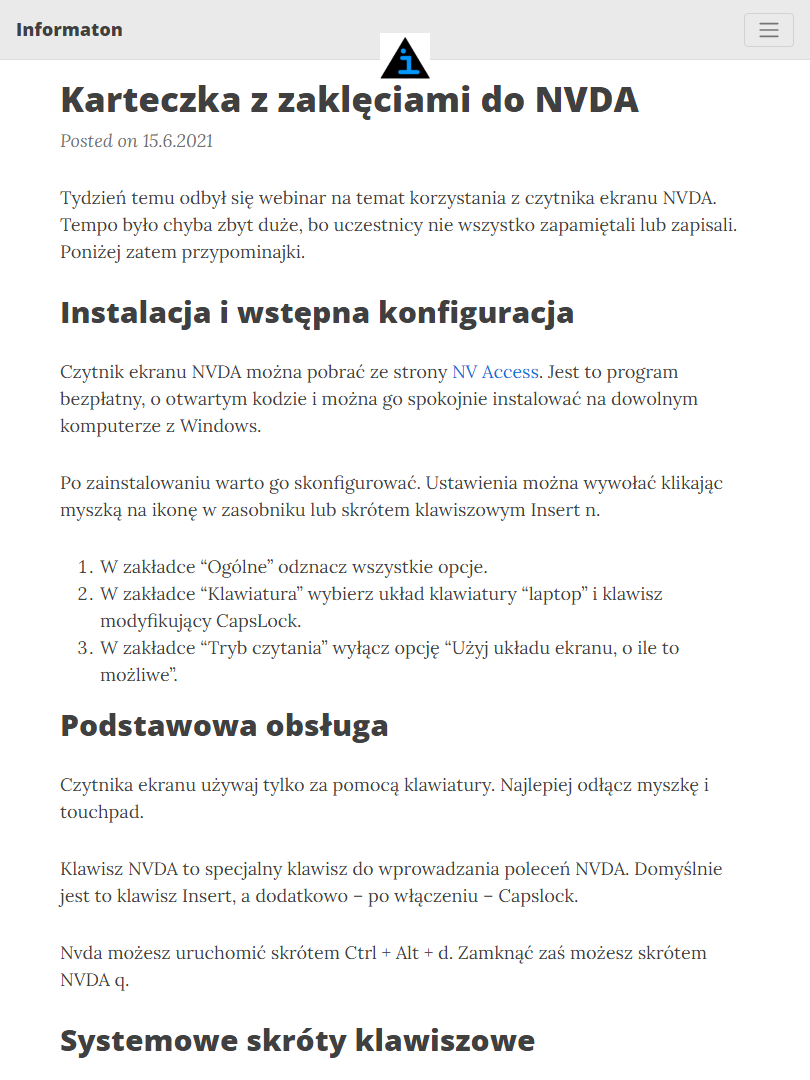 Informaton
Karteczka z zaklęciami do NVDA
Posted on 15.6.2021
Tydzień temu odbył się webinar na temat korzystania z czytnika ekranu NVDA.
Tempo było chyba zbyt duże, bo uczestnicy nie wszystko zapamiętali lub zapisali.
Poniżej zatem przypominajki.
Instalacja i wstępna konfiguracja
Czytnik ekranu NVDA można pobrać ze strony NV Access. Jest to program
bezpłatny, o otwartym kodzie i można go spokojnie instalować na dowolnym
komputerze z Windows.
Po zainstalowaniu warto go skonfigurować. Ustawienia można wywołać klikając
myszką na ikonę w zasobniku lub skrótem klawiszowym Insert n.
1. W zakładce “Ogólne” odznacz wszystkie opcje.
2. W zakładce “Klawiatura” wybierz układ klawiatury “laptop” i klawisz
modyfikujący CapsLock.
3. W zakładce “Tryb czytania” wyłącz opcję “Użyj układu ekranu, o ile to
możliwe”.
Podstawowa obsługa
Czytnika ekranu używaj tylko za pomocą klawiatury. Najlepiej odłącz myszkę i
touchpad.
Klawisz NVDA to specjalny klawisz do wprowadzania poleceń NVDA. Domyślnie
jest to klawisz Insert, a dodatkowo – po włączeniu – Capslock.
Nvda możesz uruchomić skrótem Ctrl + Alt + d. Zamknąć zaś możesz skrótem
NVDA q.
Systemowe skróty klawiszowe